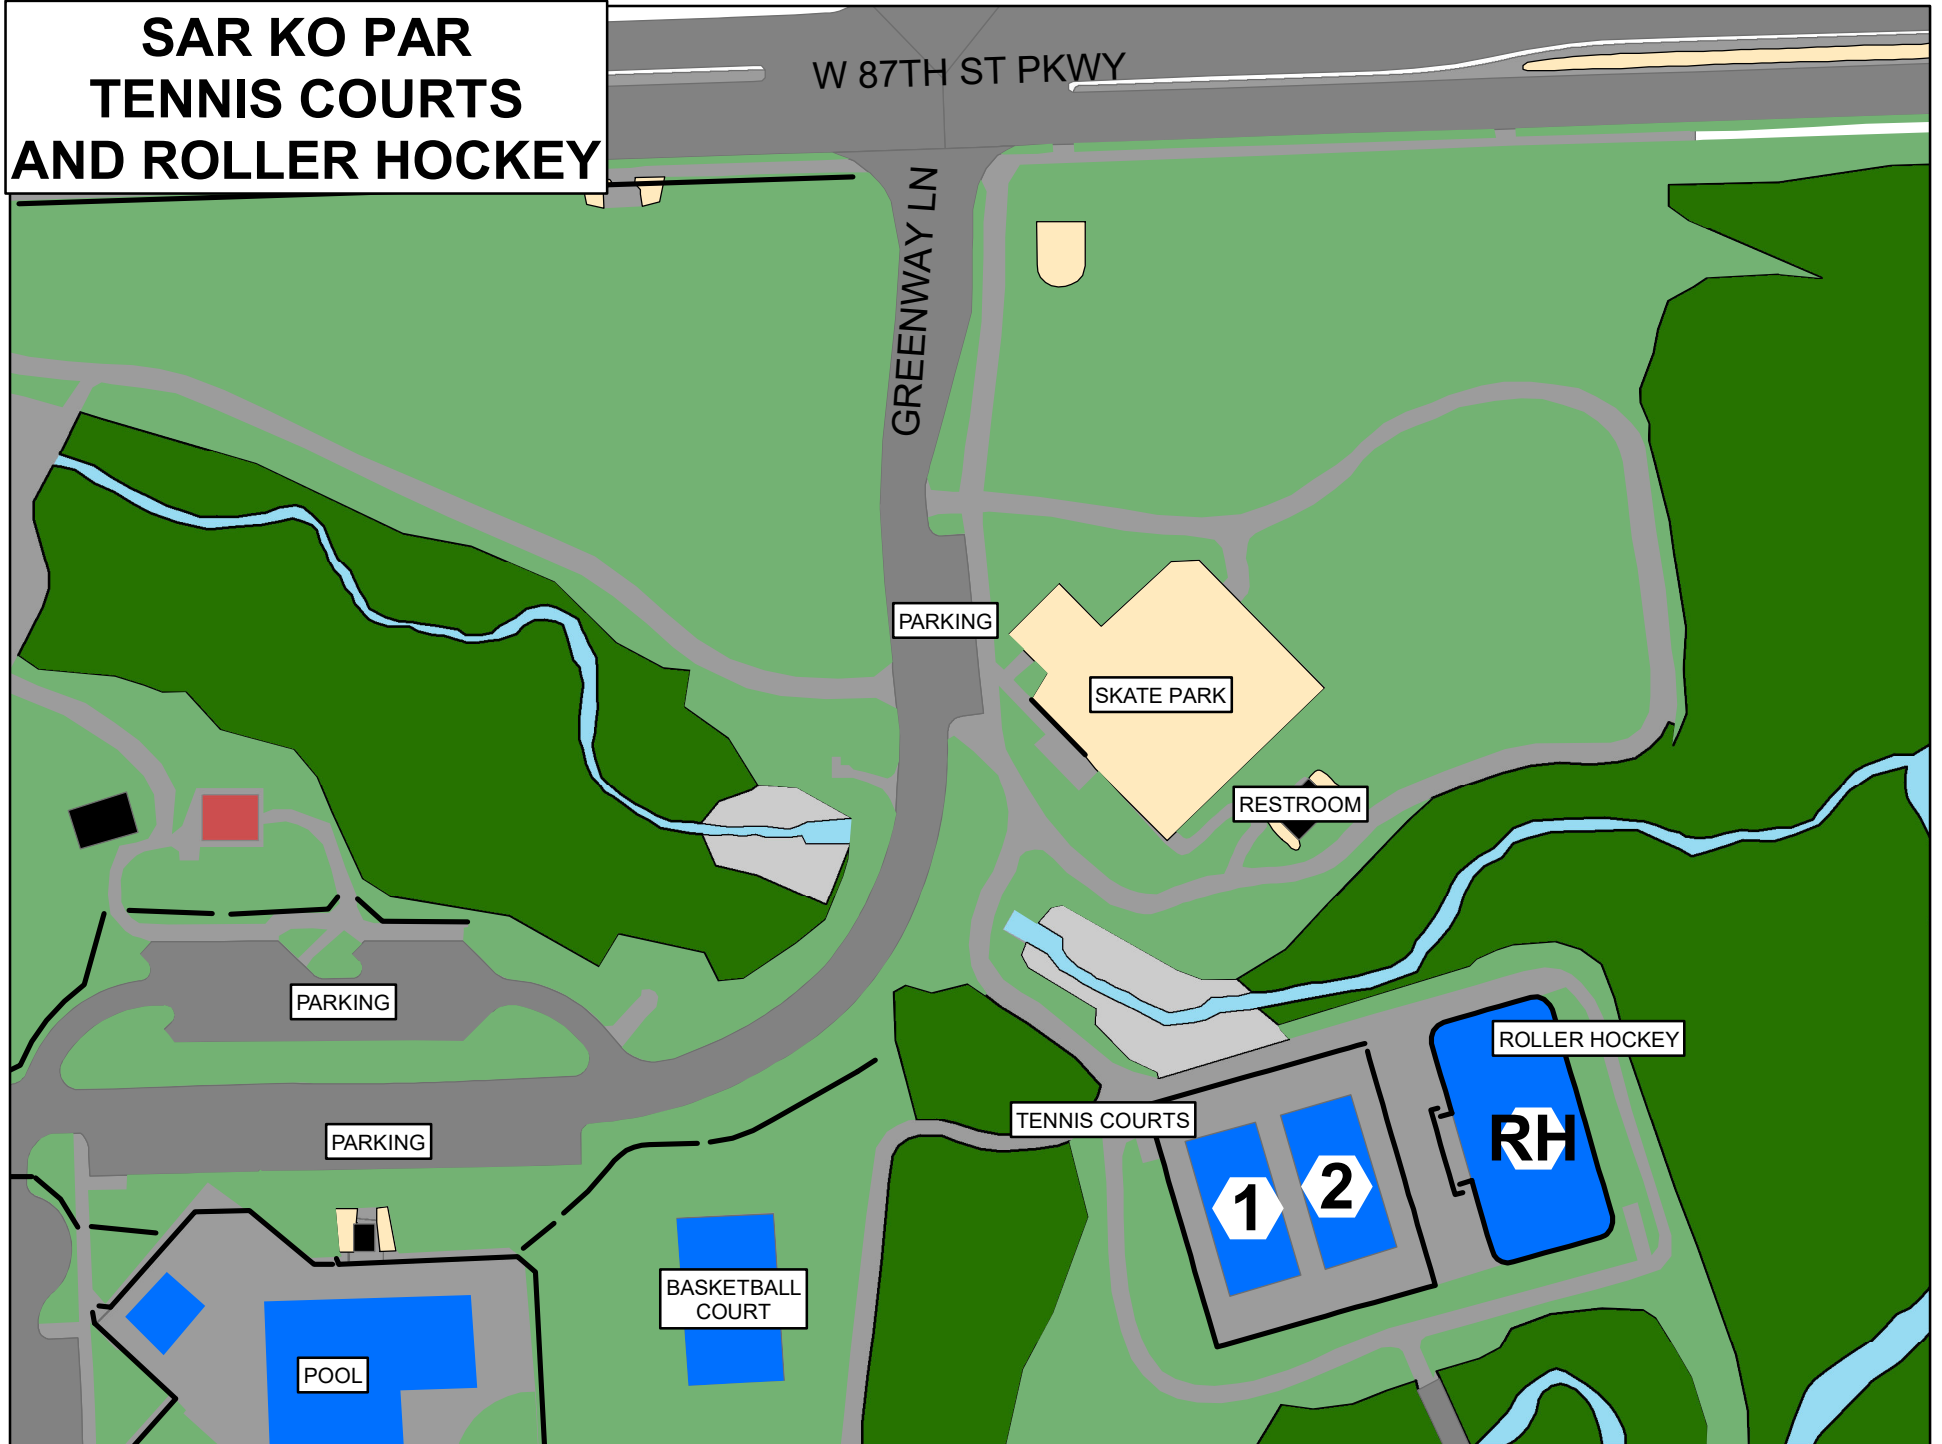 SAR KO PAR
TENNIS COURTS
AND ROLLER HOCKEY
W 87TH ST PKWY
GREENWAY LN
PARKING
SKATE PARK
RESTROOM
PARKING
ROLLER HOCKEY
TENNIS COURTS
PARKING
RH
1
2
BASKETBALL
COURT
POOL